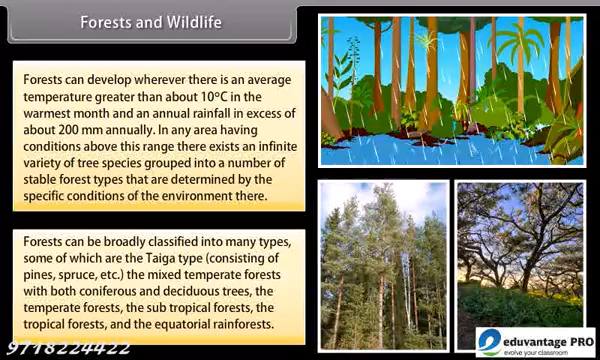 Forests and Wildlife
Forests can develop wherever there is an average
temperature greater than about 10°C in the
warmest month and an annual rainfall in excess of
about 200 mm annually. In any area having
conditions above this range there exists an infinite
variety of tree species grouped into a number of
stable forest types that are determined by the
specific conditions of the environment there.
Forests can be broadly classified into many types,
some of which are the Taiga type (consisting of
pines, spruce, etc.) the mixed temperate forests
with both coniferous and deciduous trees, the
temperate forests, the sub tropical forests, the
tropical forests, and the equatorial rainforests.
9718224422
eduvantage PRO
evolve your classroom